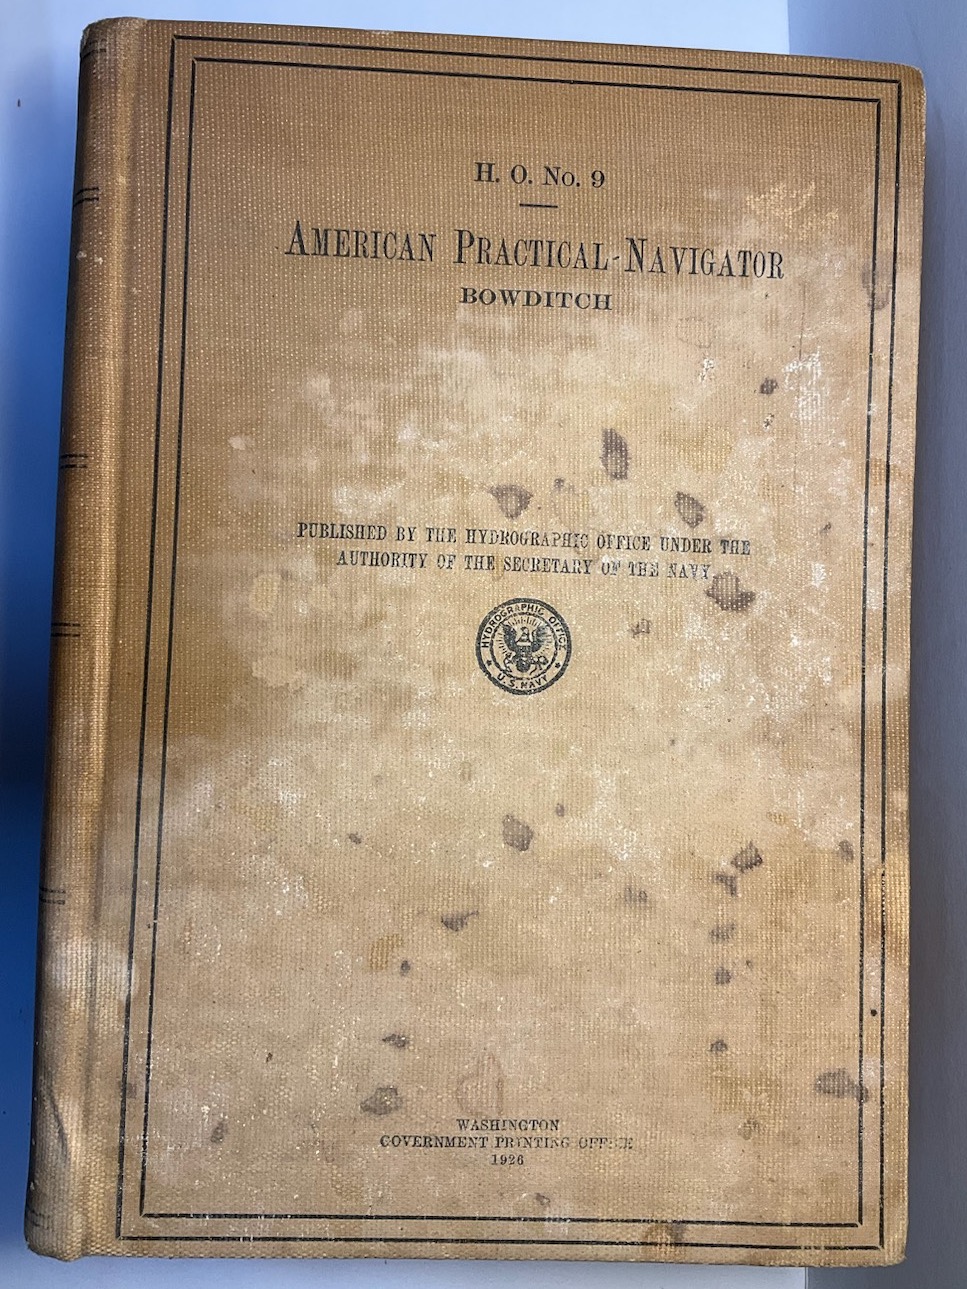 H. O. No. 9
AMERICAN PRACTICAL NAVIGATOR
BOWDITCH
PUBLISHED BY THE HYDROGRAPHIC OFFICE UNDER THE
AUTHORITY OF THE SECRETARY OF THE NAVY
HYDROGRAPHIC OFFICE
U.S. NAVY
WASHINGTON
GOVERNMENT PRINTING OFFICE
1926